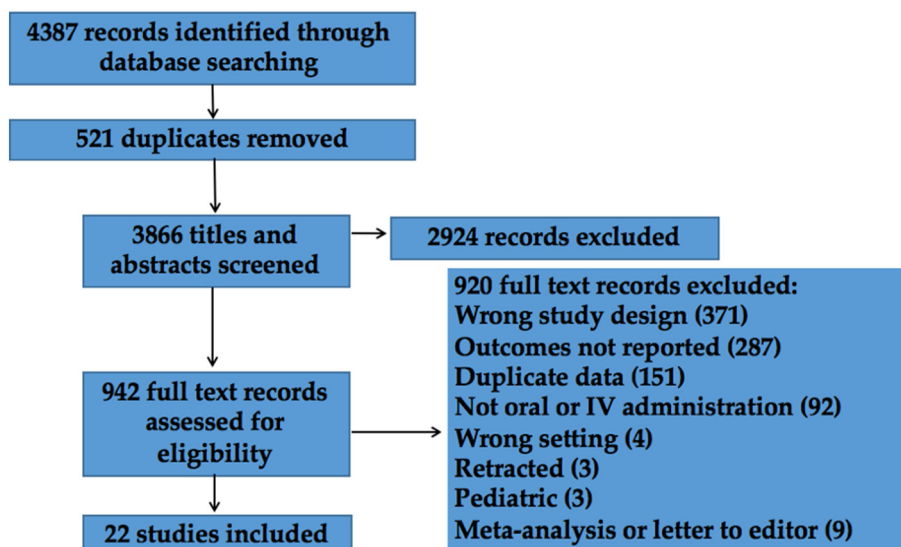 4387 records identified through
database searching
521 duplicates removed
3866 titles and
abstracts screened
2924 records excluded
942 full text records
assessed for
eligibility
920 full text records excluded:
Wrong study design (371)
Outcomes not reported (287)
Duplicate data (151)
Not oral or IV administration (92)
Wrong setting (4)
Retracted (3)
Pediatric (3)
Meta-analysis or letter to editor (9)
22 studies included